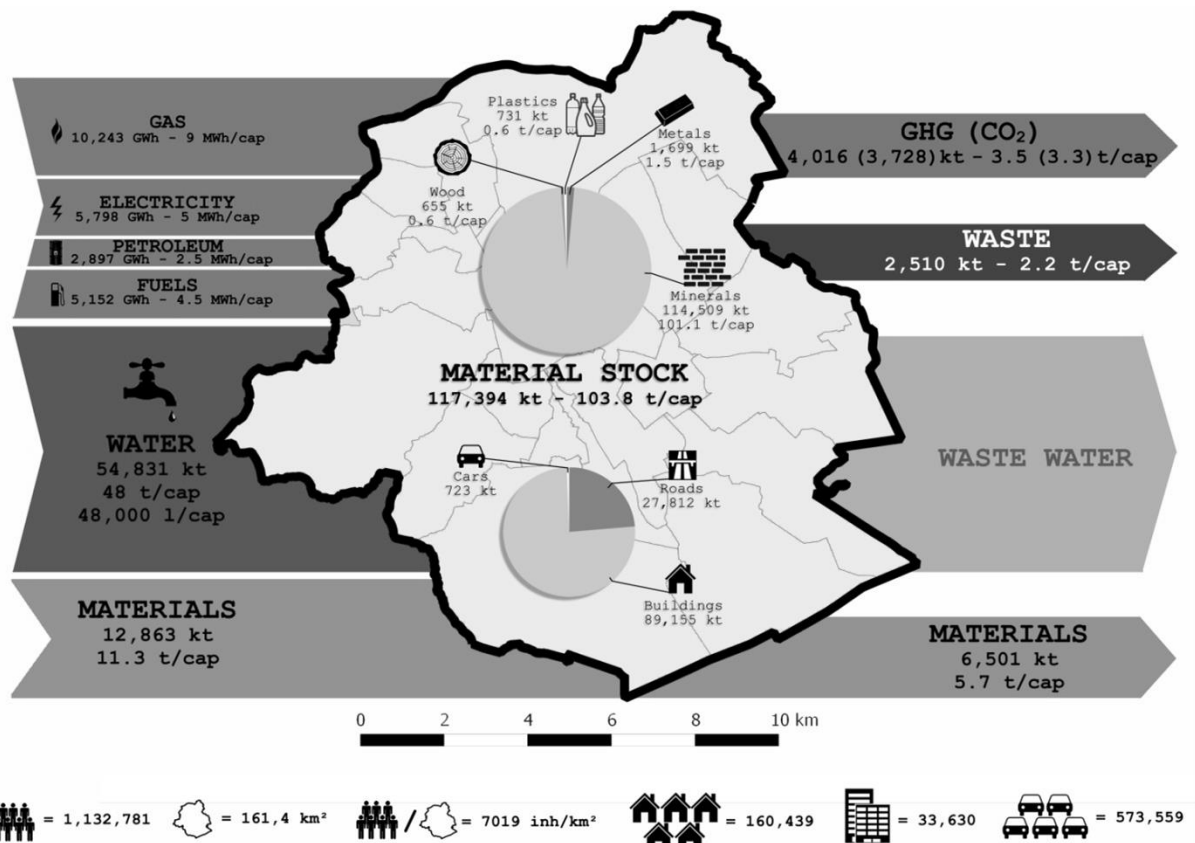 GAS
10,243 GWh - 9 MWh/cap
ELECTRICITY
5,798 GWh - 5 MWh/cap
PETROLEUM
2,897 GWh - 2.5 MWh/cap
FUELS
5,152 GWh - 4.5 MWh/cap
WATER
54,831 kt
48 t/cap
48,000 l/cap
MATERIALS
12,863 kt
11.3 t/cap
Plastics
731 kt
0.6 t/cap
Metals
1,699 kt
1.5 t/cap
Wood
655 kt
0.6 t/cap
Minerals
114,509 kt
101.1 t/cap
MATERIAL STOCK
117,394 kt - 103.8 t/cap
Cars
723 kt
Roads
27,812 kt
Buildings
89,155 kt
GHG (CO₂)
4,016 (3,728)kt - 3.5 (3.3)t/cap
WASTE
2,510 kt - 2.2 t/cap
WASTE WATER
MATERIALS
6,501 kt
5.7 t/cap
0 2 4 6 8 10 km
= 1,132,781
= 161,4 km²
/ = 7019 inh/km²
= 160,439
= 33,630
= 573,559